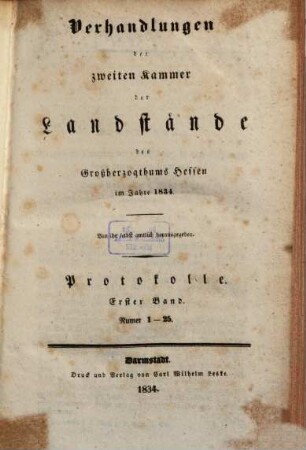 Verhandlungen
der
zweiten Kammer
der
Landstände
des
Großherzogthums Hessen
im Jahre 1834
Von ihr selbst amtlich herausgegeben.
Protokolle.
Erster Band.
Numer 1 — 25.
Darmstadt.
Druck und Verlag von Carl Wilhelm Leske.
1834.